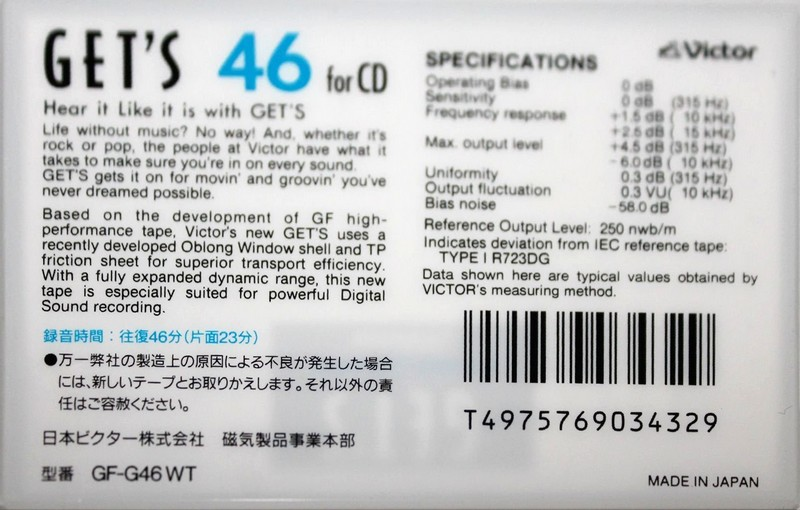 GET'S 46 for CD
Hear it Like it is with GET'S
Life without music? No way! And, whether it's
rock or pop, the people at Victor have what it
takes to make sure you're in on every sound.
GET'S gets it on for movin' and groovin' you've
never dreamed possible.
Based on the development of GF high-
performance tape, Victor's new GET'S uses a
recently developed Oblong Window shell and TP
friction sheet for superior transport efficiency.
With a fully expanded dynamic range, this new
tape is especially suited for powerful Digital
Sound recording.
録音時間：往復46分(片面23分)
●万一弊社の製造上の原因による不良が発生した場合
には、新しいテープとお取りかえします。それ以外の責
任はご容赦ください。
日本ビクター株式会社 磁気製品事業本部
型番 GF-G46WT
Victor
SPECIFICATIONS
Operating Bias 0 dB
Sensitivity 0 dB (315 Hz)
Frequency response +1.5 dB ( 10 kHz)
+2.5 dB ( 15 kHz)
Max. output level +4.5 dB (315 Hz)
-6.0 dB ( 10 kHz)
Uniformity 0.3 dB (315 Hz)
Output fluctuation 0.3 VU( 10 kHz)
Bias noise -58.0 dB
Reference Output Level: 250 nwb/m
Indicates deviation from IEC reference tape:
TYPE I R723DG
Data shown here are typical values obtained by
VICTOR's measuring method.
T4975769034329
MADE IN JAPAN